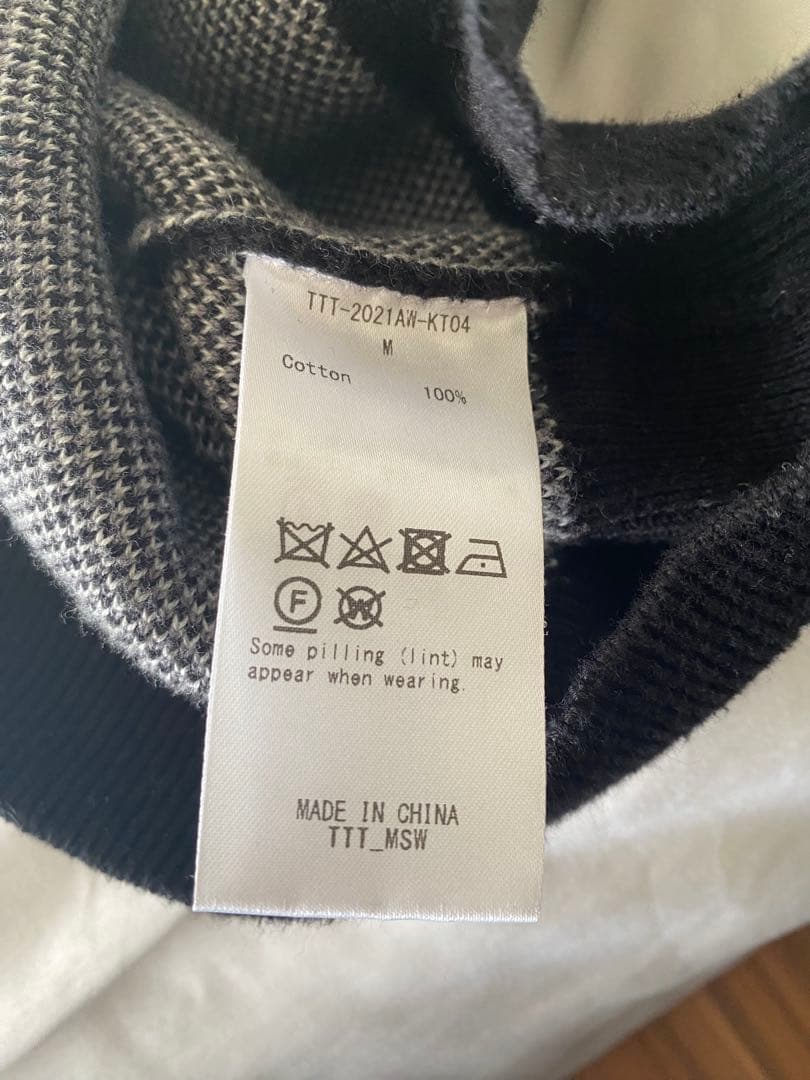 TTT-2021AW-KT04
M
Cotton 100%
F
W
Some pilling (lint) may
appear when wearing.
MADE IN CHINA
TTT_MSW